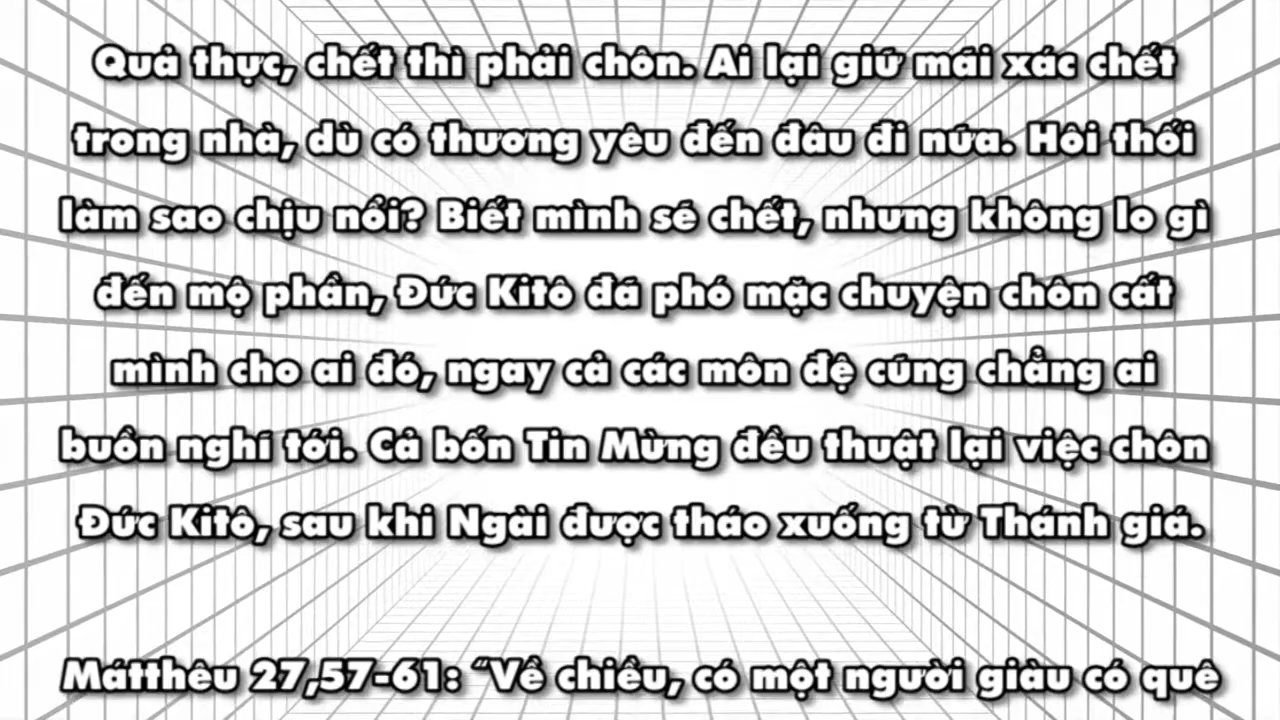 Quả thực, chết thì phải chôn. Ai lại giữ mãi xác chết
trong nhà, dù có thương yêu đến đâu đi nữa. Hôi thối
làm sao chịu nổi? Biết mình sẽ chết, nhưng không lo gì
đến mộ phần, Đức Kitô đã phó mặc chuyện chôn cất
mình cho ai đó, ngay cả các môn đệ cũng chẳng ai
buồn nghĩ tới. Cả bốn Tin Mừng đều thuật lại việc chôn
Đức Kitô, sau khi Ngài được tháo xuống từ Thánh giá.
Mátthêu 27,57-61: “Về chiều, có một người giàu có quê